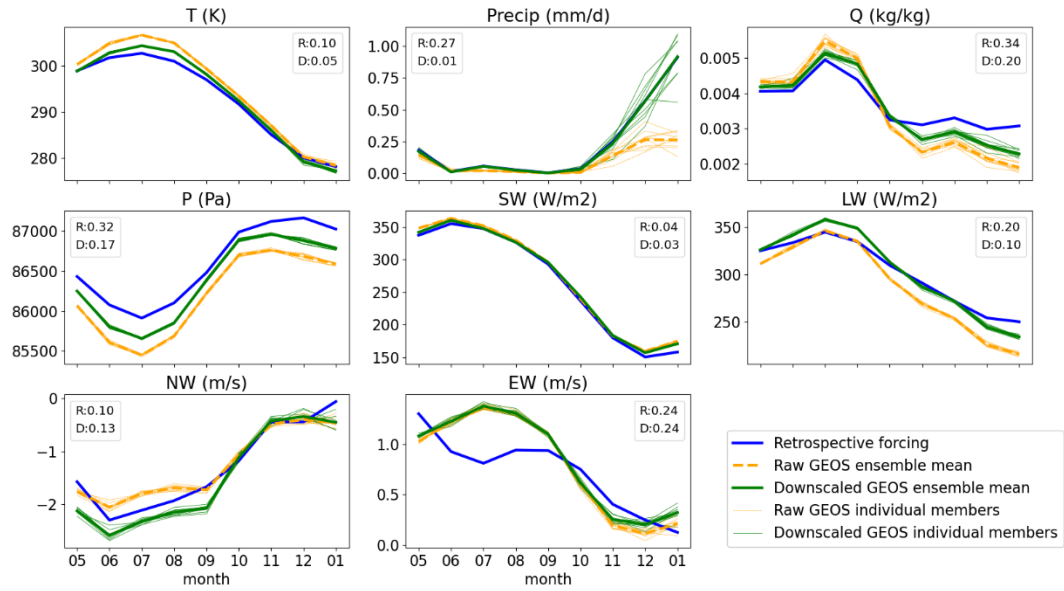 T (K)
Precip (mm/d)
Q (kg/kg)
300
290
280
R:0.10
D:0.05
1.00
0.75
0.50
0.25
0.00
R:0.27
D:0.01
0.005
0.004
0.003
0.002
R:0.34
D:0.20
P (Pa)
SW (W/m2)
LW (W/m2)
87000
86500
86000
85500
R:0.32
D:0.17
350
300
250
200
150
R:0.04
D:0.03
350
300
250
R:0.20
D:0.10
NW (m/s)
EW (m/s)
0
−1
−2
R:0.10
D:0.13
05 06 07 08 09 10 11 12 01
month
1.0
0.5
0.0
R:0.24
D:0.24
05 06 07 08 09 10 11 12 01
month
Retrospective forcing
Raw GEOS ensemble mean
Downscaled GEOS ensemble mean
Raw GEOS individual members
Downscaled GEOS individual members